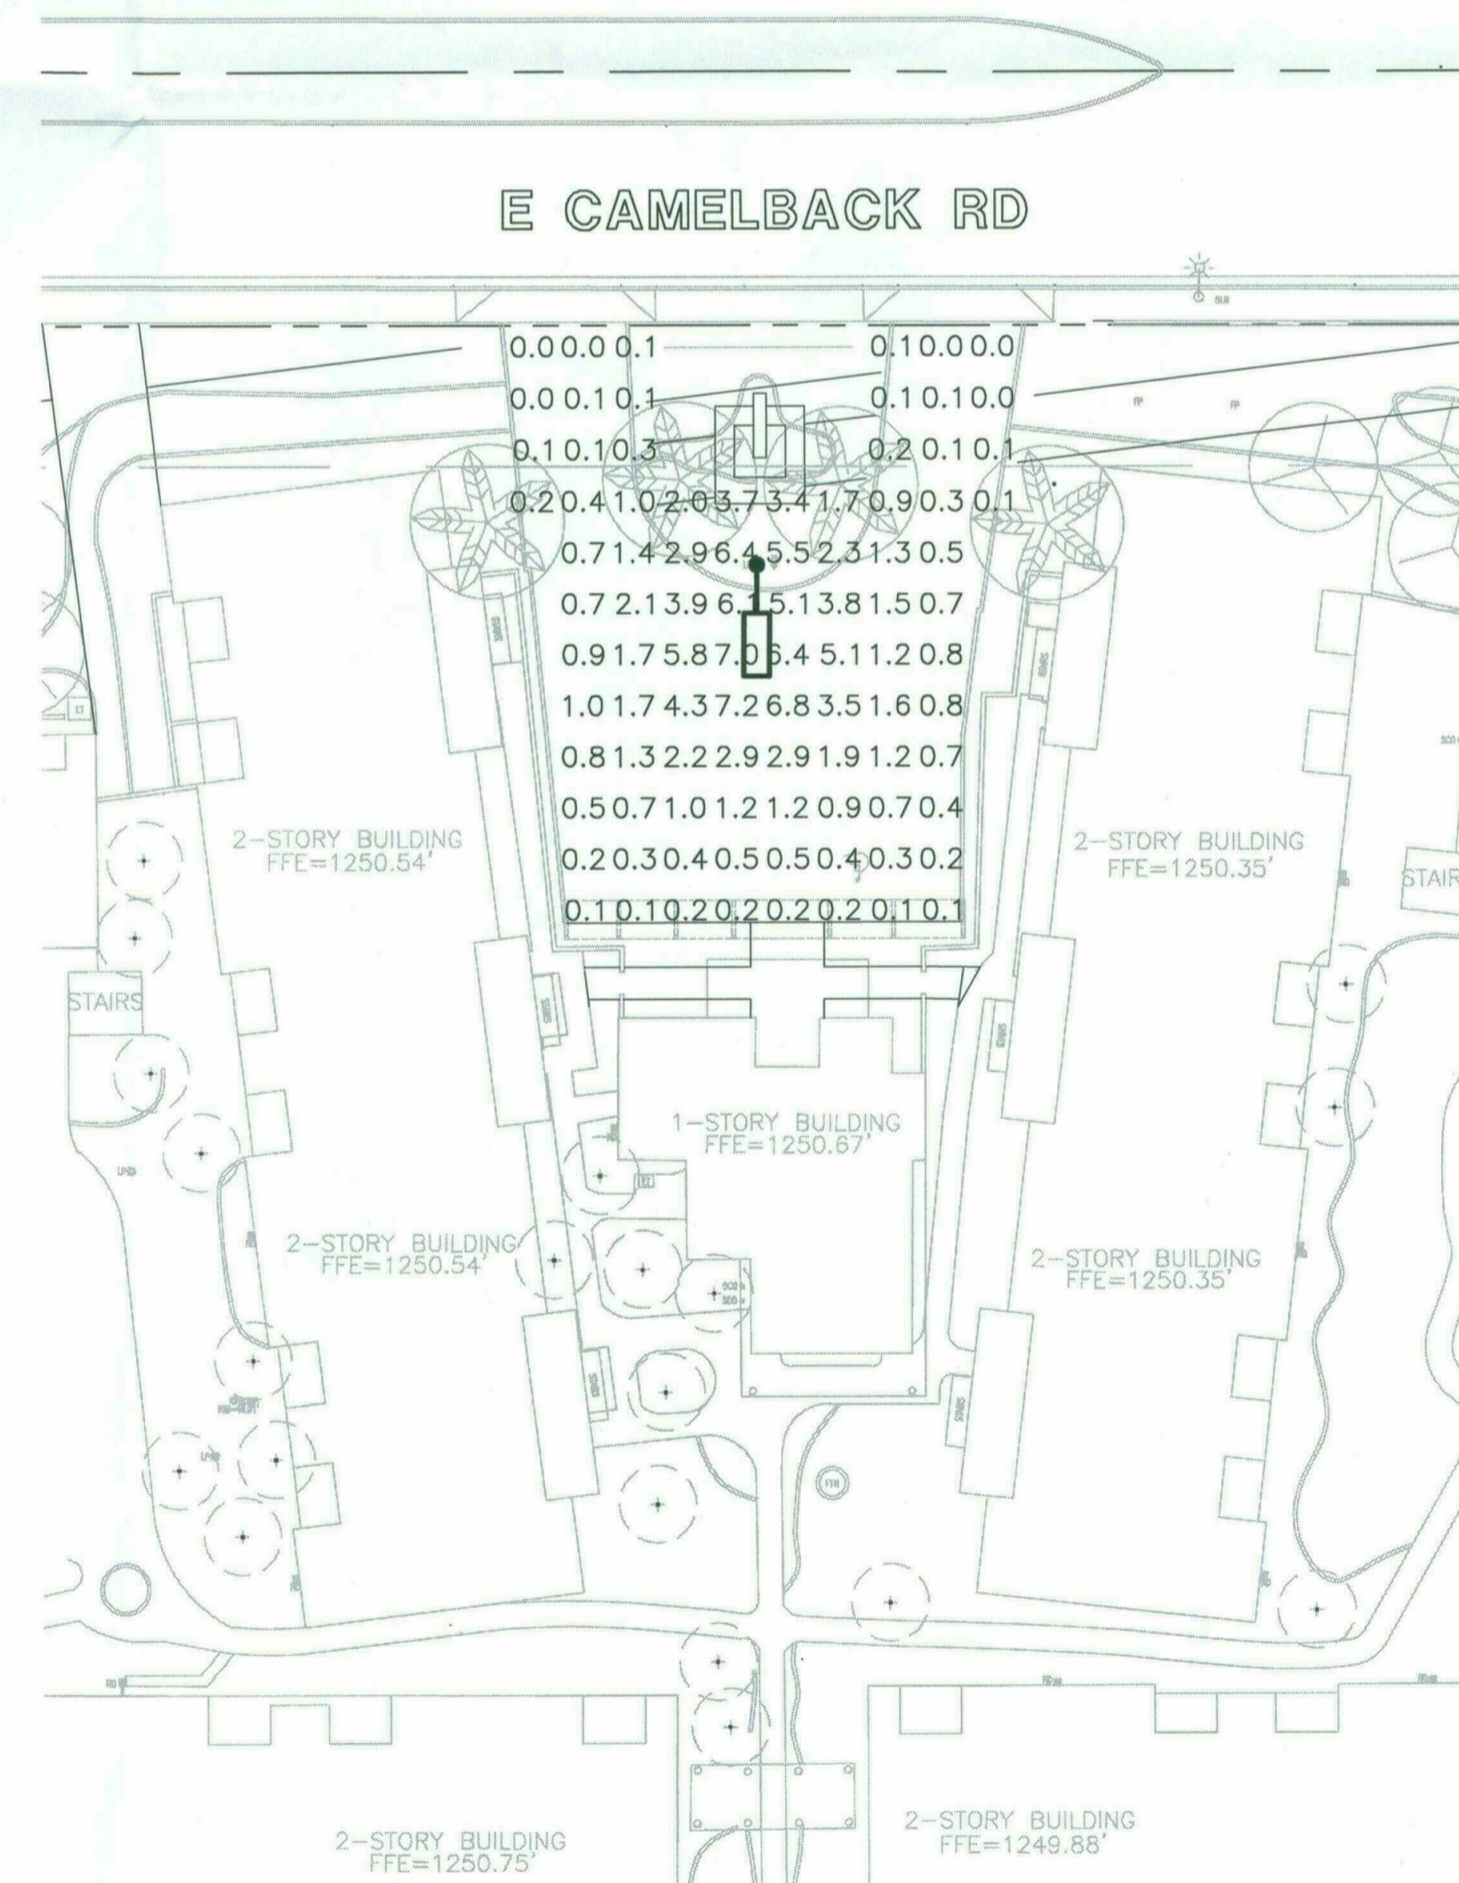 E CAMELBACK RD
0.0 0.0 0.1 0.1 0.0 0.0
0.0 0.1 0.1 0.1 0.1 0.0
0.1 0.1 0.3 0.2 0.1 0.1
0.2 0.4 1.0 2.0 3.7 3.4 1.7 0.9 0.3 0.1
0.7 1.4 2.9 6.4 5.5 2.3 1.3 0.5
0.7 2.1 3.9 6.1 5.1 3.8 1.5 0.7
0.9 1.7 5.8 7.0 6.4 5.1 1.2 0.8
1.0 1.7 4.3 7.2 6.8 3.5 1.6 0.8
0.8 1.3 2.2 2.9 2.9 1.9 1.2 0.7
0.5 0.7 1.0 1.2 1.2 0.9 0.7 0.4
0.2 0.3 0.4 0.5 0.5 0.4 0.3 0.2
0.1 0.1 0.2 0.2 0.2 0.2 0.1 0.1
2-STORY BUILDING
FFE=1250.54'
2-STORY BUILDING
FFE=1250.35'
STAIR
STAIRS
STAIRS
STAIRS
STAIRS
STAIRS
1-STORY BUILDING
FFE=1250.67'
2-STORY BUILDING
FFE=1250.54'
2-STORY BUILDING
FFE=1250.35'
STAIRS
STAIRS
2-STORY BUILDING
FFE=1250.75'
2-STORY BUILDING
FFE=1249.88'